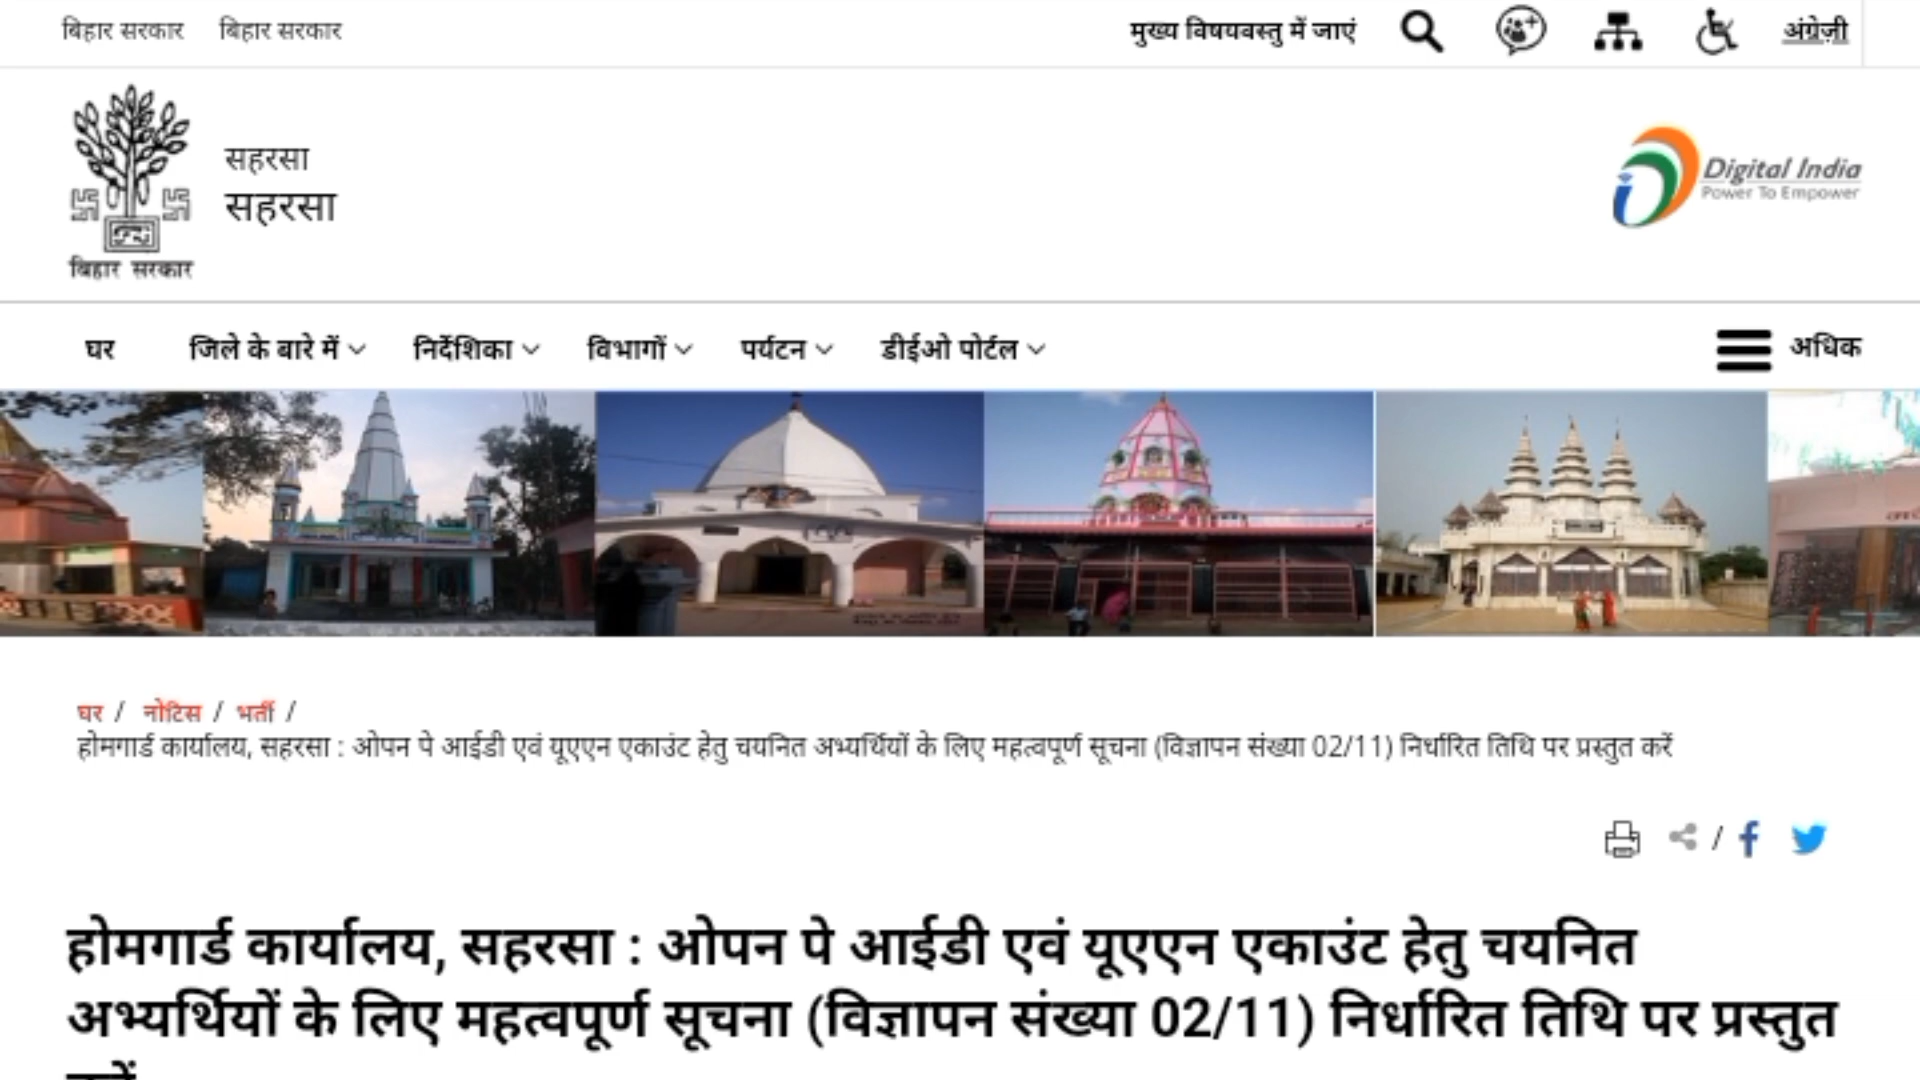 बिहार सरकार बिहार सरकार मुख्य विषयवस्तु में जाएं अंग्रेज़ी
सहरसा
सहरसा
बिहार सरकार
Digital India
Power To Empower
घर जिले के बारे में निर्देशिका विभागों पर्यटन डीईओ पोर्टल अधिक
घर / नोटिस / भर्ती /
होमगार्ड कार्यालय, सहरसा : ओपन पे आईडी एवं यूएएन एकाउंट हेतु चयनित अभ्यर्थियों के लिए महत्वपूर्ण सूचना (विज्ञापन संख्या 02/11) निर्धारित तिथि पर प्रस्तुत करें
/
होमगार्ड कार्यालय, सहरसा : ओपन पे आईडी एवं यूएएन एकाउंट हेतु चयनित
अभ्यर्थियों के लिए महत्वपूर्ण सूचना (विज्ञापन संख्या 02/11) निर्धारित तिथि पर प्रस्तुत